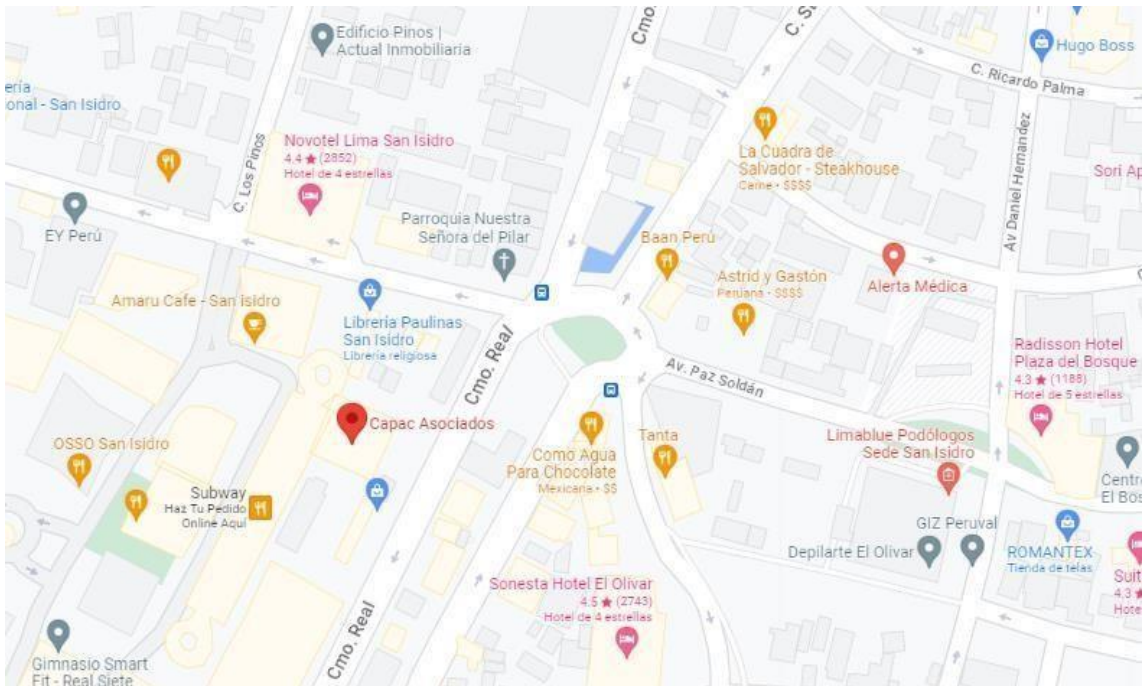 Edificio Pinos |
Actual Inmobiliaria
Cmo.
C. S
Hugo Boss
C. Ricardo Palma
ería
onal - San Isidro
Novotel Lima San Isidro
4.4 ★ (2852)
Hotel de 4 estrellas
C. Los Pinos
La Cuadra de
Salvador - Steakhouse
Carne • $$$$
Av Daniel Hernandez
Sori Ap
EY Perú
Parroquia Nuestra
Señora del Pilar
Baan Perú
Astrid y Gastón
Peruana • $$$$
Alerta Médica
Amaru Cafe - San isidro
Librería Paulinas
San Isidro
Librería religiosa
Cmo. Real
Radisson Hotel
Plaza del Bosque
4.3 ★ (1188)
Hotel de 5 estrellas
Av. Paz Soldán
Capac Asociados
OSSO San Isidro
Como Agua
Para Chocolate
Mexicana • $$
Tanta
Limablue Podólogos
Sede San Isidro
Centro
El Bos
Subway
Haz Tu Pedido
Online Aquí
GIZ Peruval
Depilarte El Olivar
ROMANTEX
Tienda de telas
Sonesta Hotel El Olivar
4.5 ★ (2743)
Hotel de 4 estrellas
Suit
4.3 ★
Hote
Cmo. Real
Gimnasio Smart
Fit - Real Siete